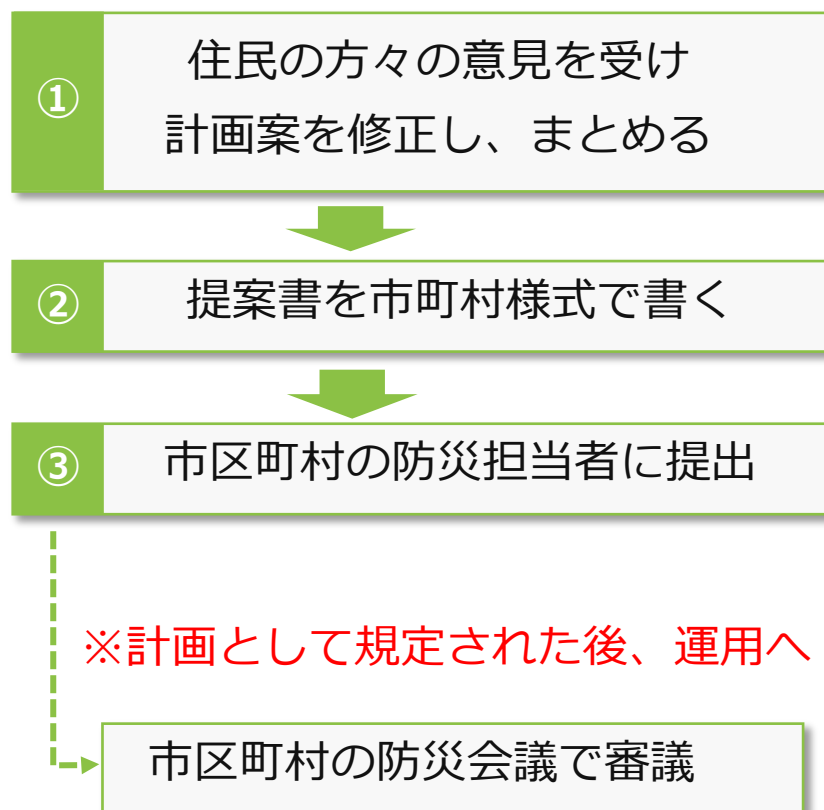 ①
住民の方々の意見を受け
計画案を修正し、まとめる
②
提案書を市町村様式で書く
③
市区町村の防災担当者に提出
※計画として規定された後、運用へ
市区町村の防災会議で審議